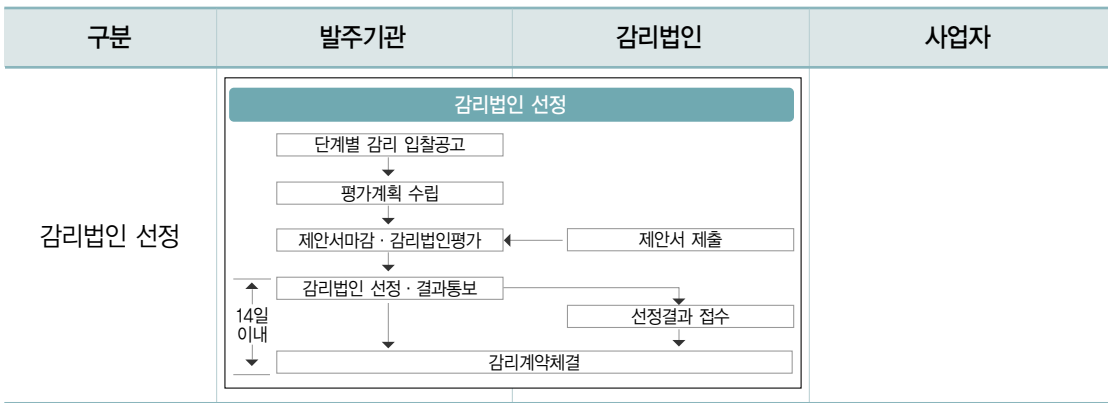 구분 발주기관 감리법인 사업자
감리법인 선정
감리법인 선정
단계별 감리 입찰공고
평가계획 수립
제안서마감 · 감리법인평가 제안서 제출
감리법인 선정 · 결과통보
14일
이내
선정결과 접수
감리계약체결